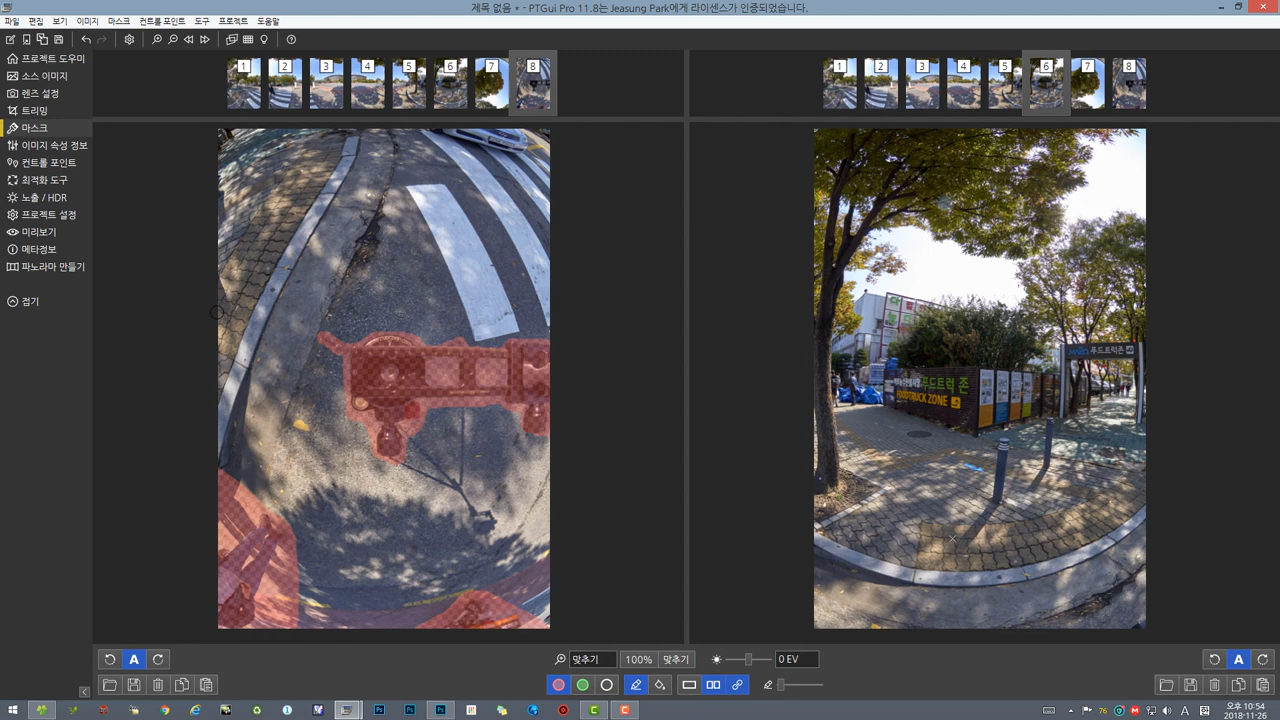 제목 없음 * - PTGui Pro 11.8는 Jeasung Park에게 라이센스가 인증되었습니다.
파일 편집 보기 이미지 마스크 컨트롤 포인트 도구 프로젝트 도움말
프로젝트 도우미
소스 이미지
렌즈 설정
트리밍
마스크
이미지 속성 정보
컨트롤 포인트
최적화 도구
노출 / HDR
프로젝트 설정
미리보기
메타정보
파노라마 만들기
접기
1 2 3 4 5 6 7 8
1 2 3 4 5 6 7 8
푸드트럭존
푸드트럭 존
FOODTRUCK ZONE
A
맞추기 100% 맞추기 0 EV
A
76
A
오후 10:54
2018-11-26